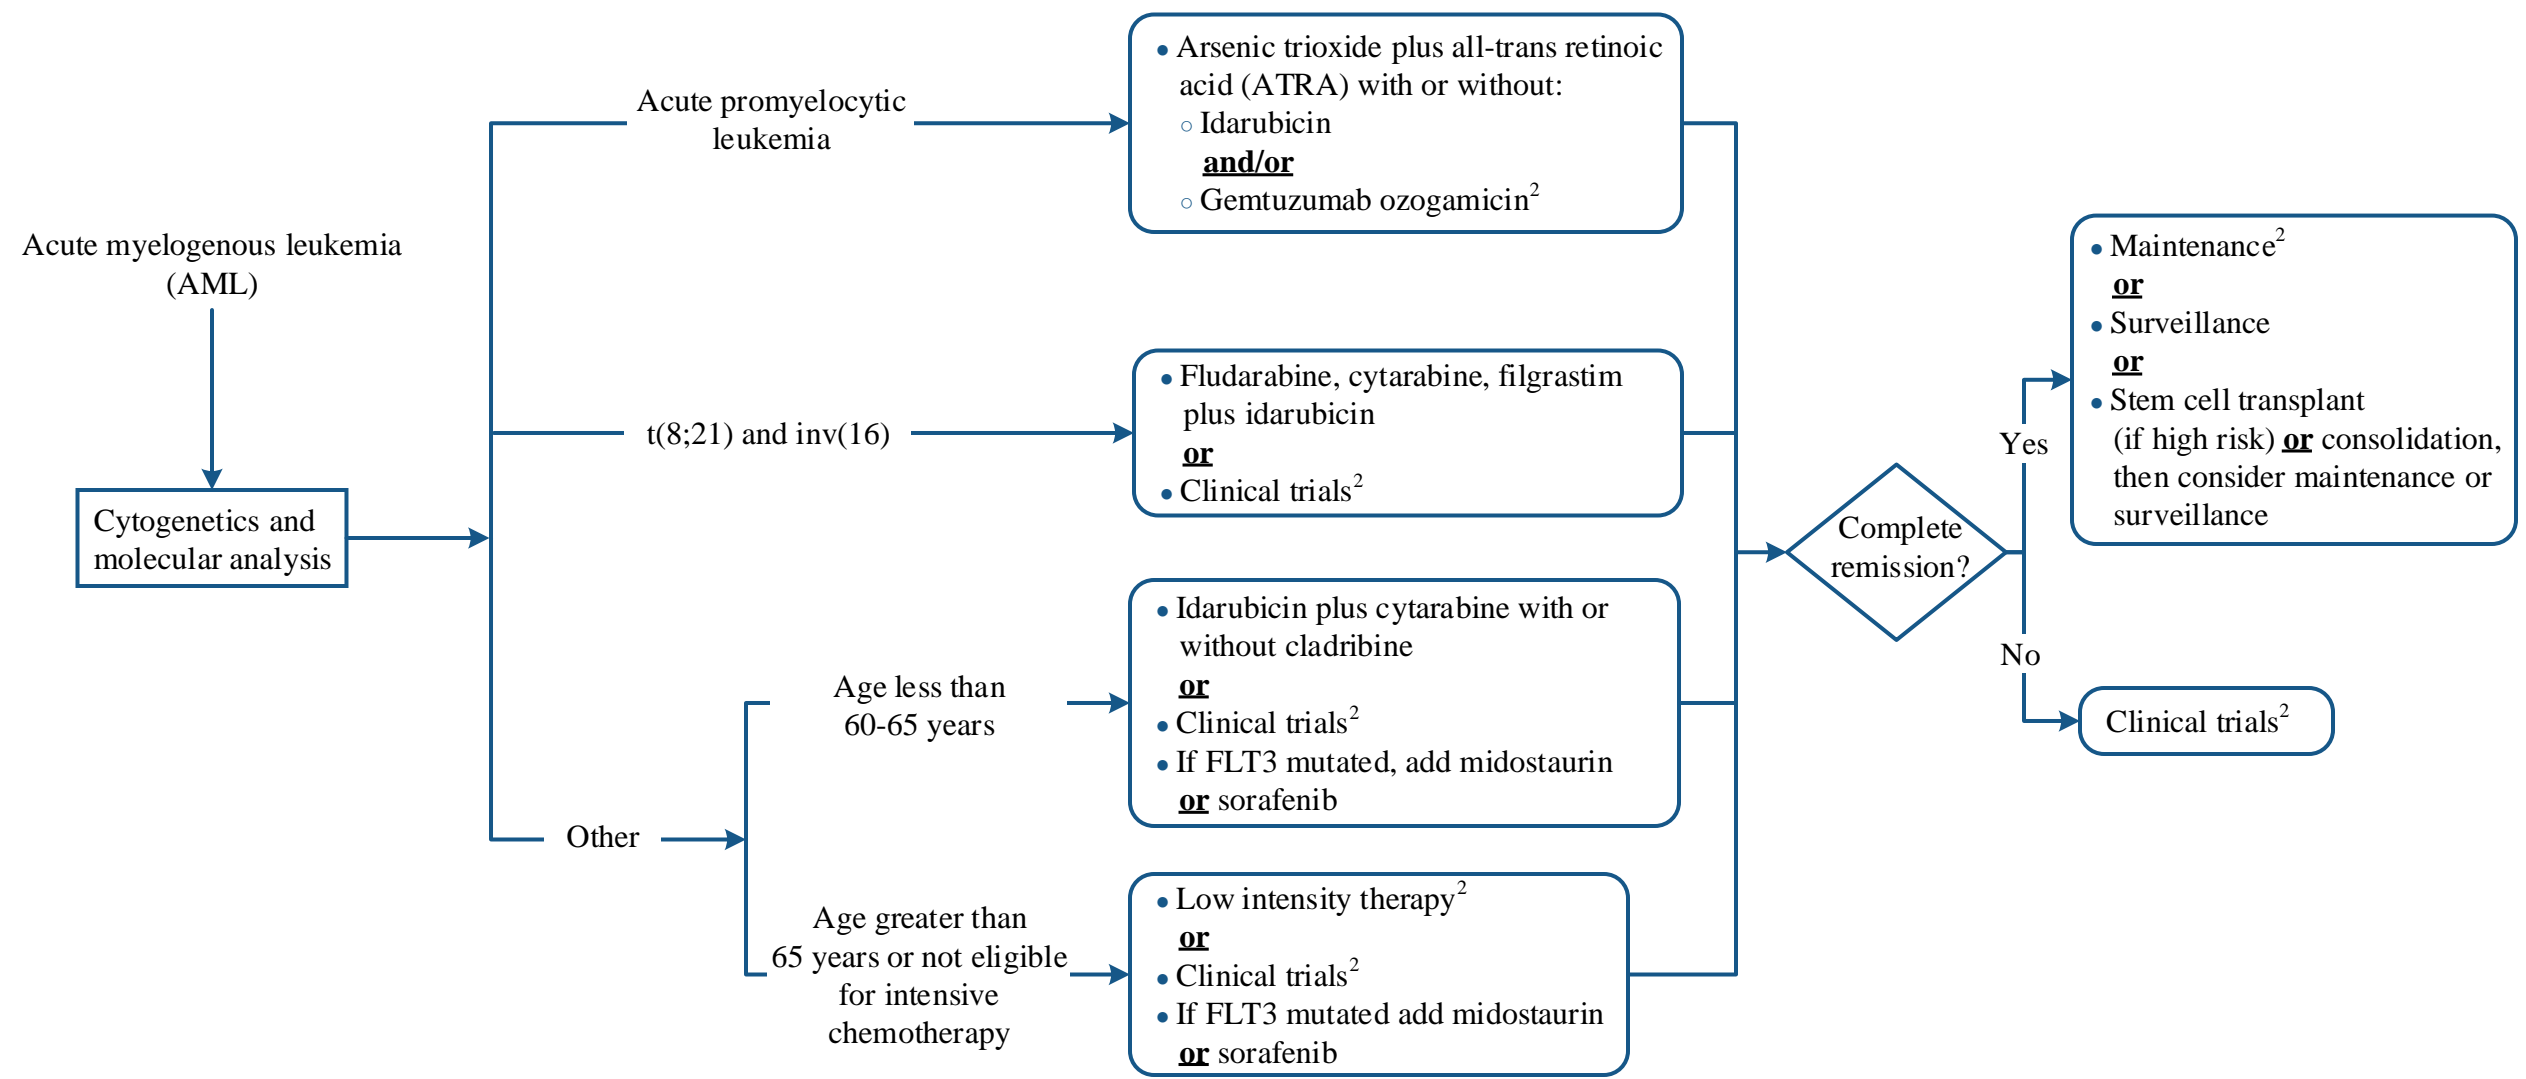 Acute myelogenous leukemia
(AML)
Cytogenetics and
molecular analysis
Acute promyelocytic
leukemia
t(8;21) and inv(16)
Other
Age less than
60-65 years
Age greater than
65 years or not eligible
for intensive
chemotherapy
● Arsenic trioxide plus all-trans retinoic
acid (ATRA) with or without:
○ Idarubicin
and/or
○ Gemtuzumab ozogamicin²
● Fludarabine, cytarabine, filgrastim
plus idarubicin
or
● Clinical trials²
● Idarubicin plus cytarabine with or
without cladribine
or
● Clinical trials²
● If FLT3 mutated, add midostaurin
or sorafenib
● Low intensity therapy²
or
● Clinical trials²
● If FLT3 mutated add midostaurin
or sorafenib
Complete
remission?
Yes
No
● Maintenance²
or
● Surveillance
or
● Stem cell transplant
(if high risk) or consolidation,
then consider maintenance or
surveillance
Clinical trials²